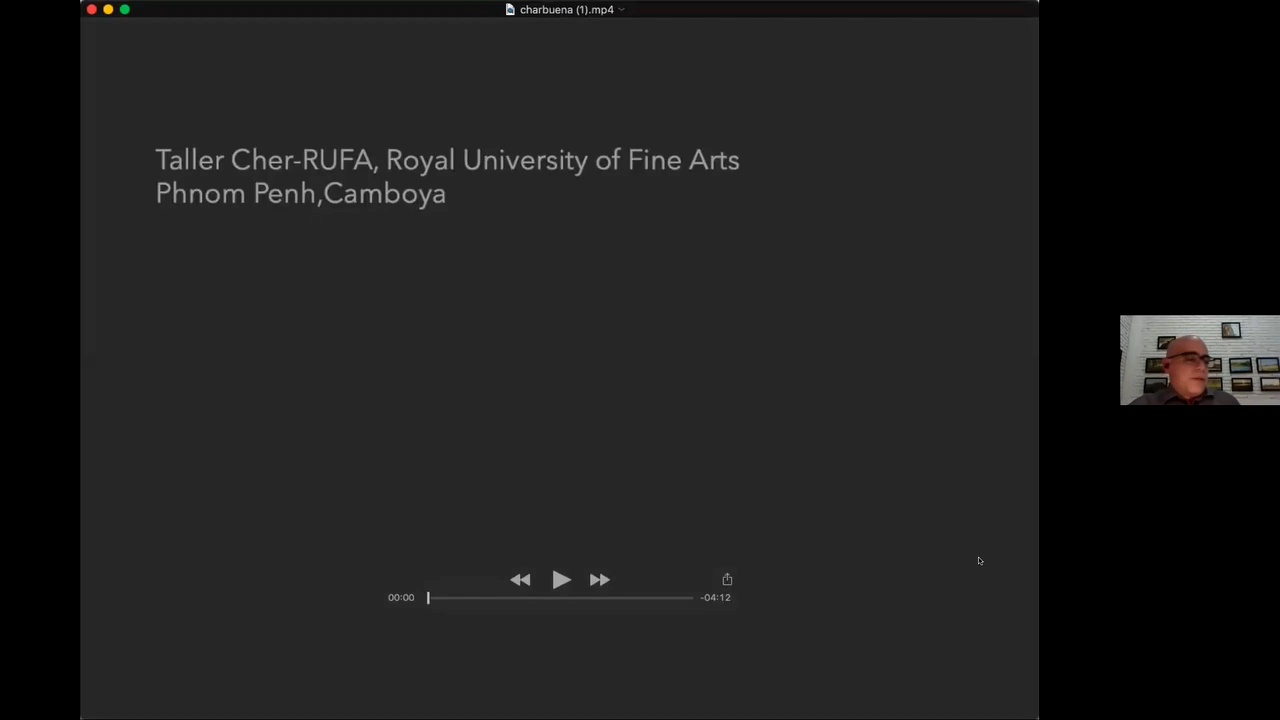 charbuena (1).mp4
Taller Cher-RUFA, Royal University of Fine Arts
Phnom Penh,Camboya
00:00
-04:12